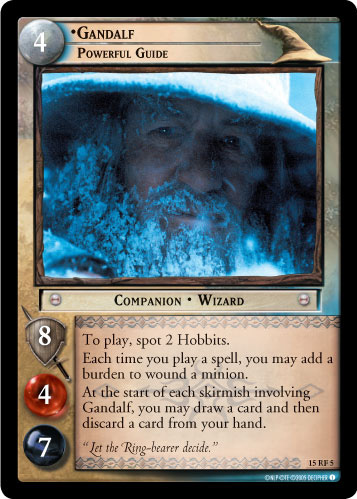 4
•Gandalf
Powerful Guide
Companion • Wizard
8
To play, spot 2 Hobbits.
Each time you play a spell, you may add a
burden to wound a minion.
4
At the start of each skirmish involving
Gandalf, you may draw a card and then
discard a card from your hand.
7
“Let the Ring-bearer decide.”
15 RF 5